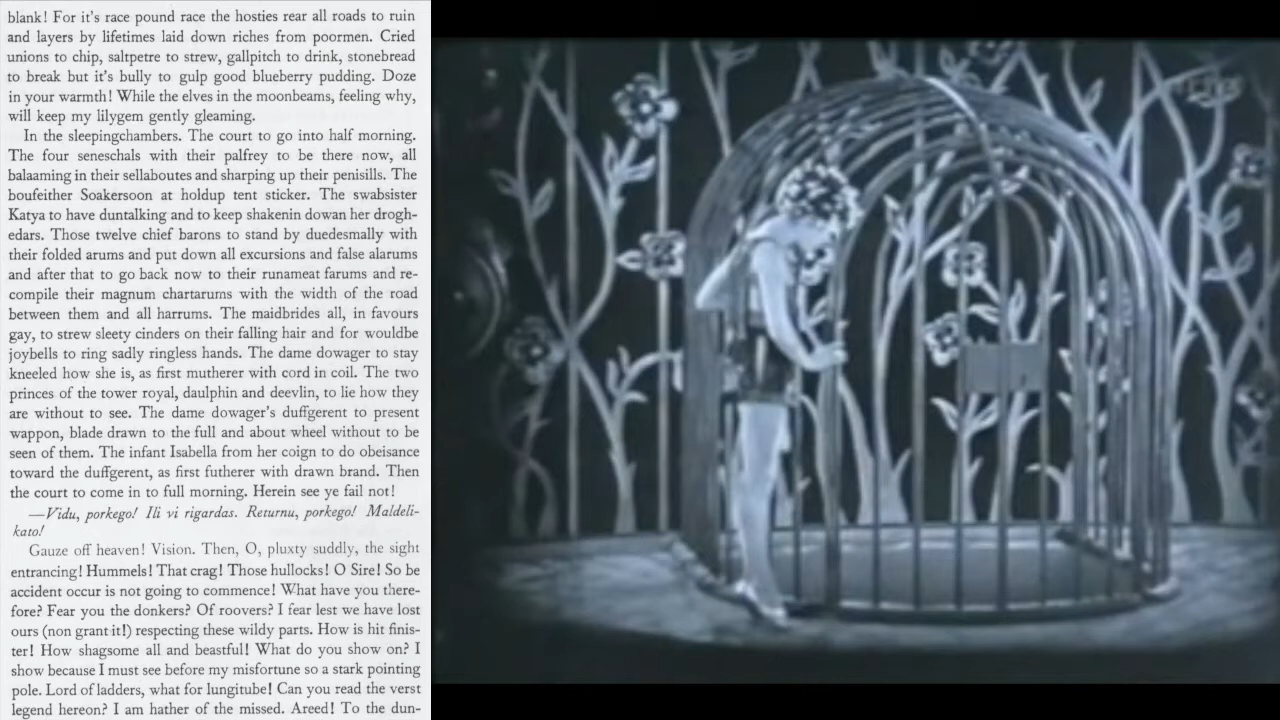 blank! For it's race pound race the hosties rear all roads to ruin
and layers by lifetimes laid down riches from poormen. Cried
unions to chip, saltpetre to strew, gallpitch to drink, stonebread
to break but it's bully to gulp good blueberry pudding. Doze
in your warmth! While the elves in the moonbeams, feeling why,
will keep my lilygem gently gleaming.
In the sleepingchambers. The court to go into half morning.
The four seneschals with their palfrey to be there now, all
balaaming in their sellaboutes and sharping up their penisills. The
boufeither Soakersoon at holdup tent sticker. The swabsister
Katya to have duntalking and to keep shakenin dowan her drogh-
edars. Those twelve chief barons to stand by duedesmally with
their folded arums and put down all excursions and false alarums
and after that to go back now to their runameat farums and re-
compile their magnum chartarums with the width of the road
between them and all harrums. The maidbrides all, in favours
gay, to strew sleety cinders on their falling hair and for wouldbe
joybells to ring sadly ringless hands. The dame dowager to stay
kneeled how she is, as first mutherer with cord in coil. The two
princes of the tower royal, daulphin and deevlin, to lie how they
are without to see. The dame dowager's duffgerent to present
wappon, blade drawn to the full and about wheel without to be
seen of them. The infant Isabella from her coign to do obeisance
toward the duffgerent, as first futherer with drawn brand. Then
the court to come in to full morning. Herein see ye fail not!
—Vidu, porkego! Ili vi rigardas. Returnu, porkego! Maldeli-
kato!
Gauze off heaven! Vision. Then, O, pluxty suddly, the sight
entrancing! Hummels! That crag! Those hullocks! O Sire! So be
accident occur is not going to commence! What have you there-
fore? Fear you the donkers? Of roovers? I fear lest we have lost
ours (non grant it!) respecting these wildy parts. How is hit finis-
ter! How shagsome all and beastful! What do you show on? I
show because I must see before my misfortune so a stark pointing
pole. Lord of ladders, what for lungitube! Can you read the verst
legend hereon? I am hather of the missed. Areed! To the dun-